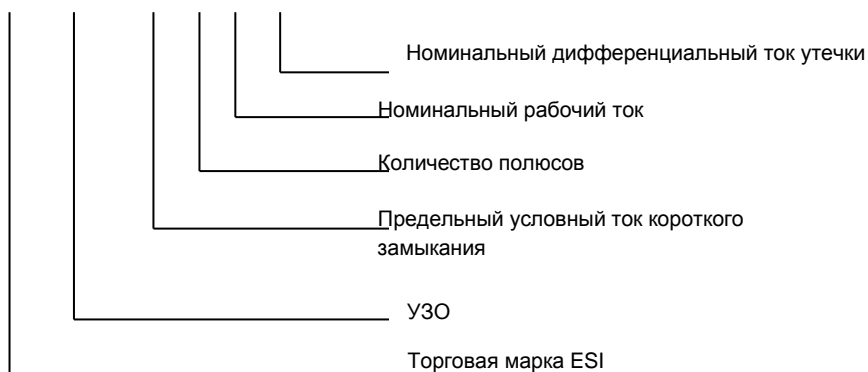 Номинальный дифференциальный ток утечки
Номинальный рабочий ток
Количество полюсов
Предельный условный ток короткого
замыкания
УЗО
Торговая марка ESI